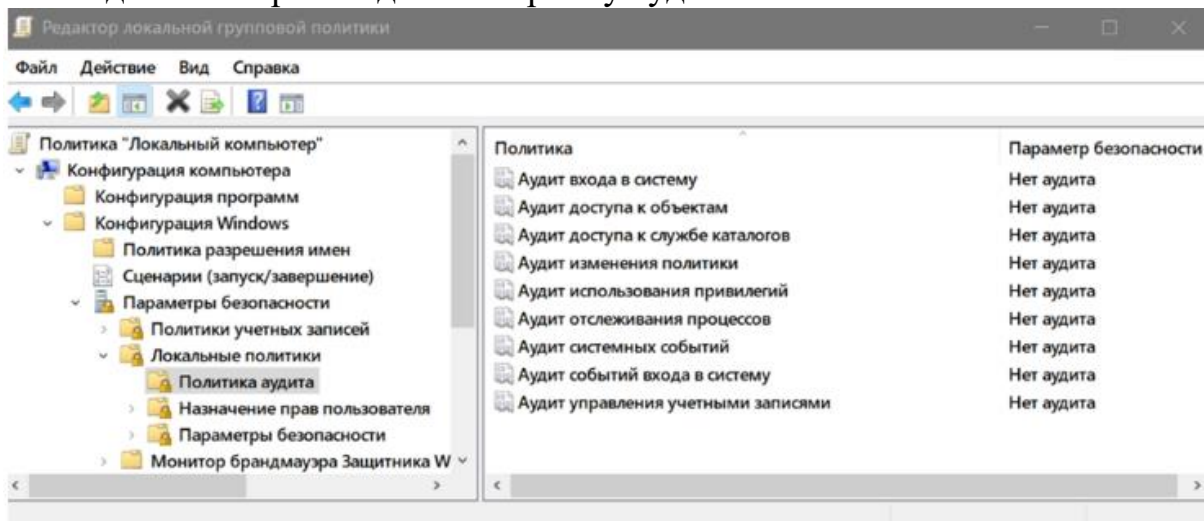 Редактор локальной групповой политики
Файл Действие Вид Справка
Политика "Локальный компьютер"
Конфигурация компьютера
Конфигурация программ
Конфигурация Windows
Политика разрешения имен
Сценарии (запуск/завершение)
Параметры безопасности
Политики учетных записей
Локальные политики
Политика аудита
Назначение прав пользователя
Параметры безопасности
Монитор брандмауэра Защитника W
Политика Параметр безопасности
Аудит входа в систему Нет аудита
Аудит доступа к объектам Нет аудита
Аудит доступа к службе каталогов Нет аудита
Аудит изменения политики Нет аудита
Аудит использования привилегий Нет аудита
Аудит отслеживания процессов Нет аудита
Аудит системных событий Нет аудита
Аудит событий входа в систему Нет аудита
Аудит управления учетными записями Нет аудита